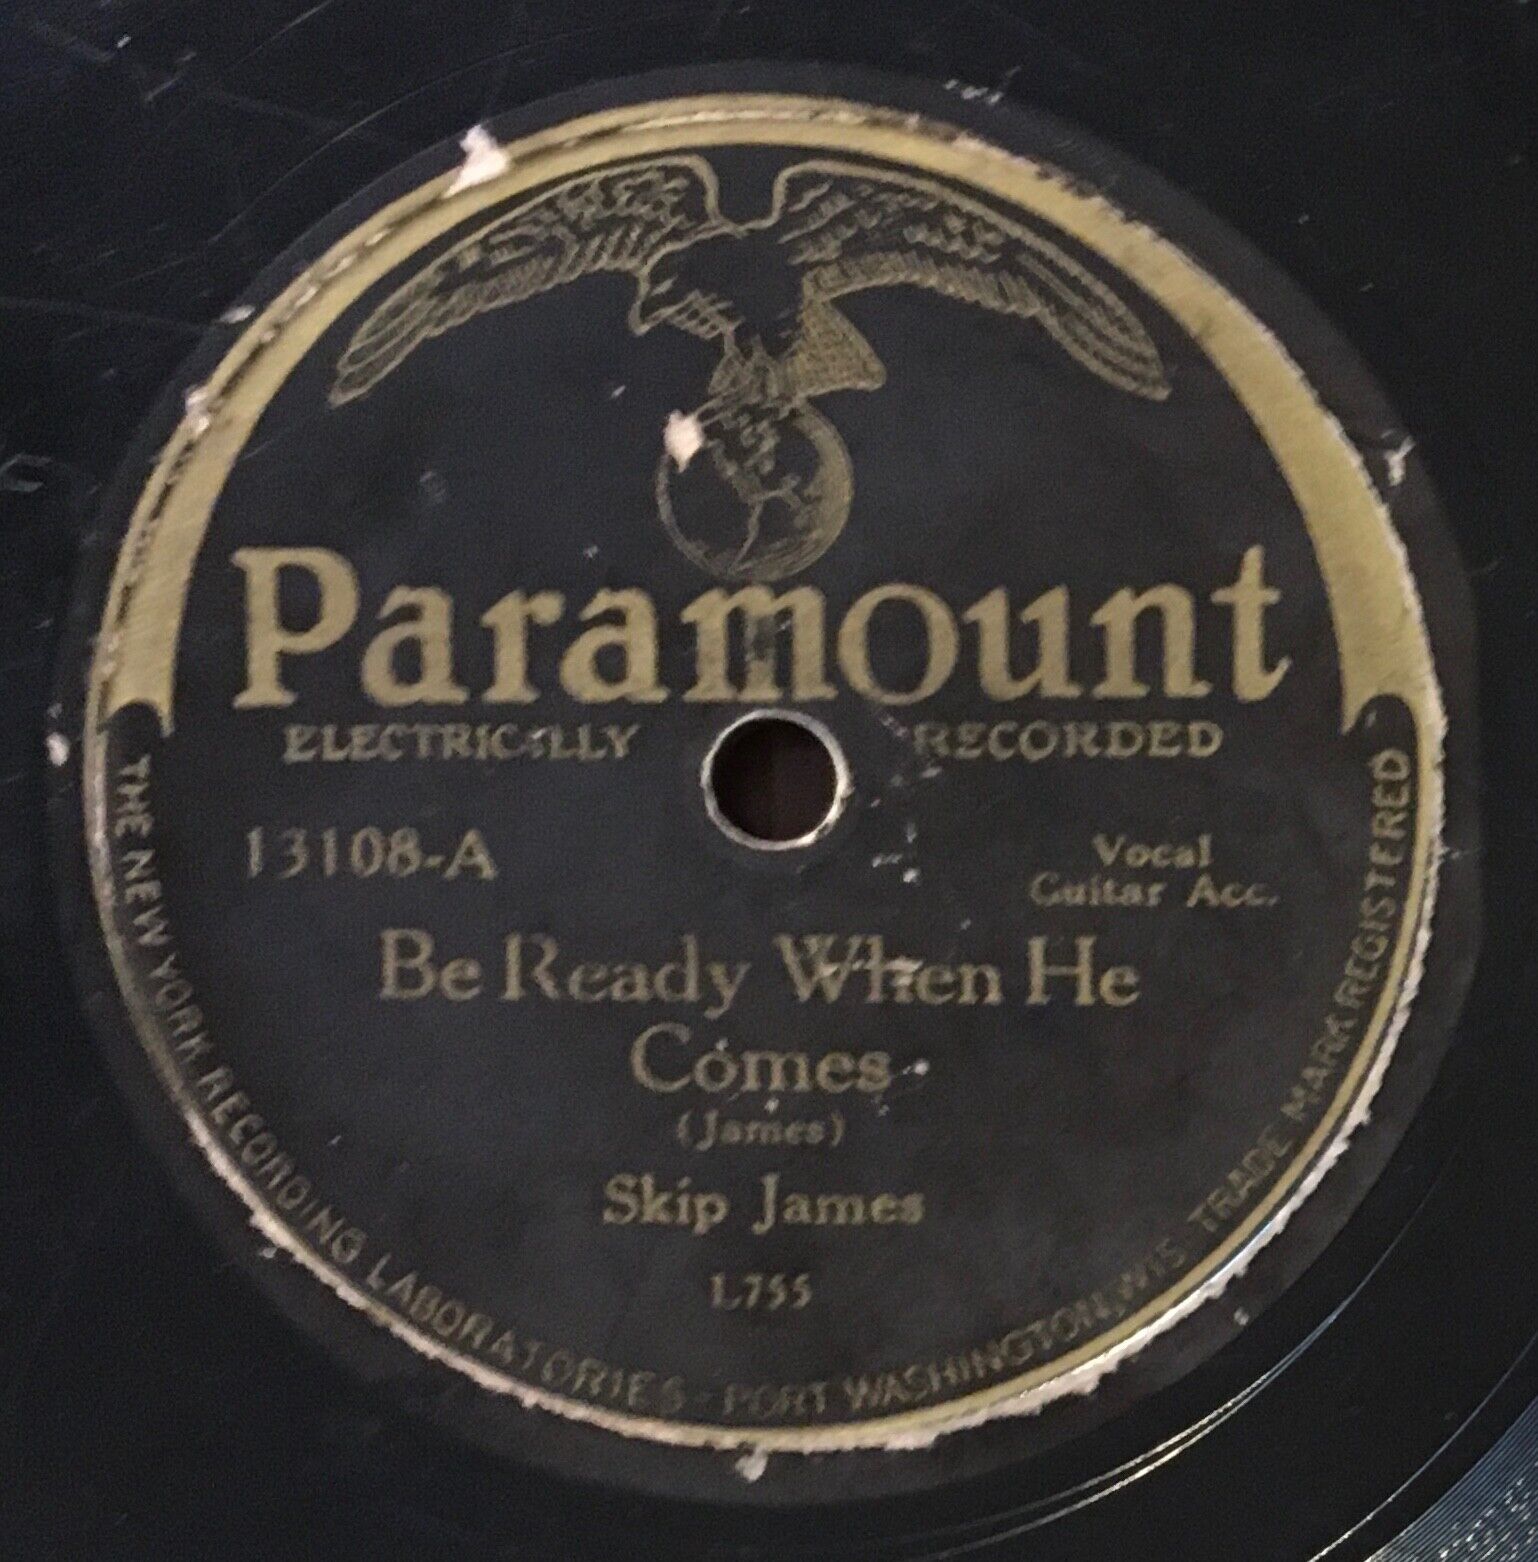 Paramount
ELECTRICALLY RECORDED
13108-A
Vocal
Guitar Acc.
Be Ready When He
Comes
(James)
Skip James
L755
THE NEW YORK RECORDING LABORATORIES - PORT WASHINGTON, WIS TRADE MARK REGISTERED